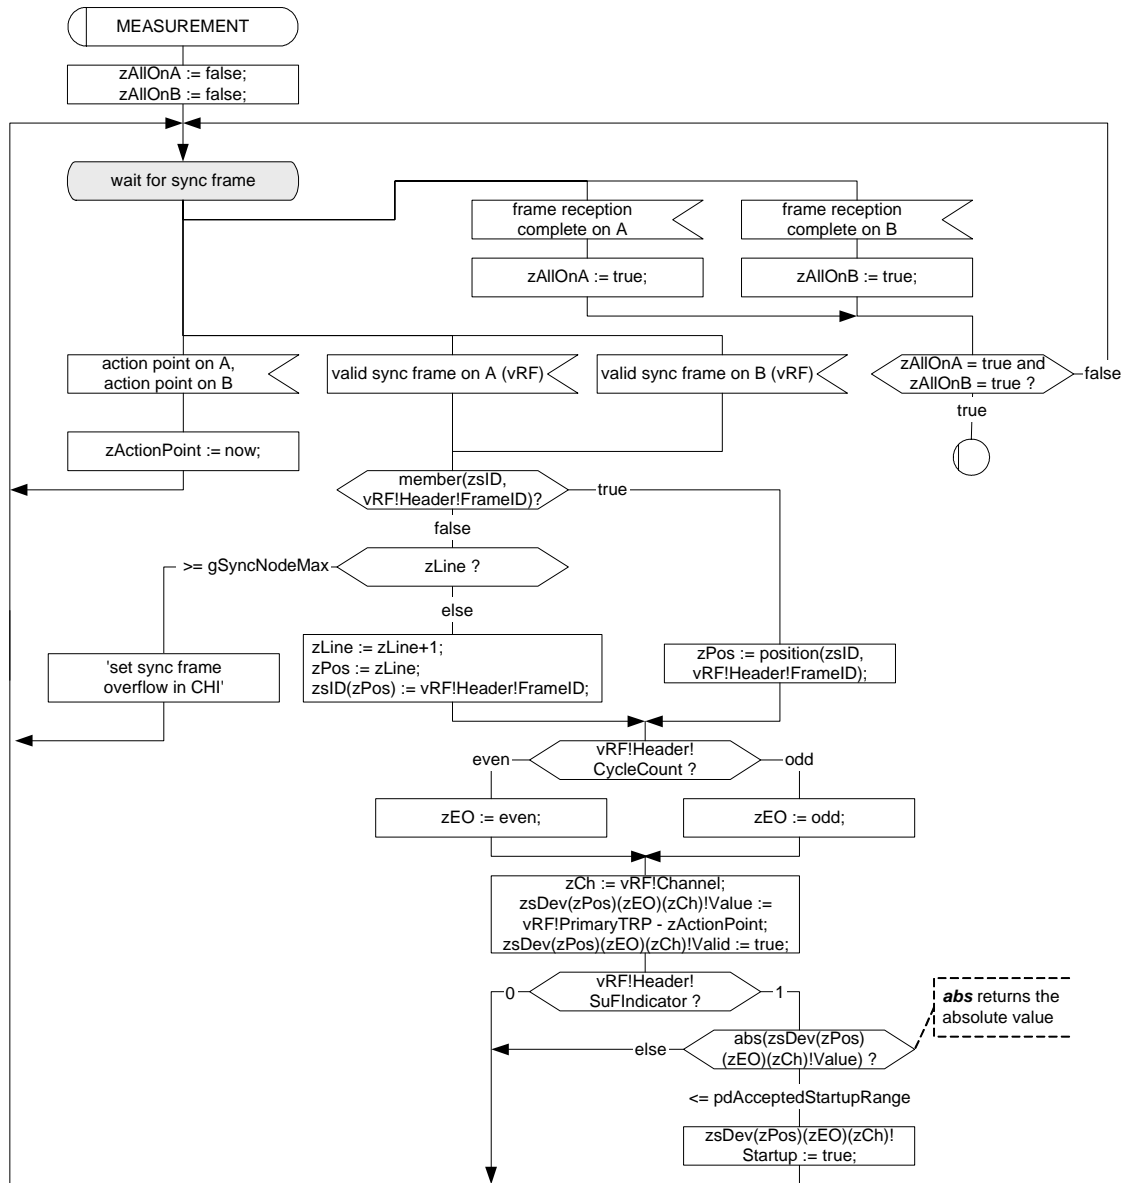 MEASUREMENT
zAllOnA := false;
zAllOnB := false;
wait for sync frame
frame reception
complete on A
frame reception
complete on B
zAllOnA := true;
zAllOnB := true;
action point on A,
action point on B
valid sync frame on A (vRF)
valid sync frame on B (vRF)
zAllOnA = true and
zAllOnB = true ?
false
true
zActionPoint := now;
member(zsID,
vRF!Header!FrameID)?
true
false
>= gSyncNodeMax
zLine ?
else
'set sync frame
overflow in CHI'
zLine := zLine+1;
zPos := zLine;
zsID(zPos) := vRF!Header!FrameID;
zPos := position(zsID,
vRF!Header!FrameID);
even
vRF!Header!
CycleCount ?
odd
zEO := even;
zEO := odd;
zCh := vRF!Channel;
zsDev(zPos)(zEO)(zCh)!Value :=
vRF!PrimaryTRP - zActionPoint;
zsDev(zPos)(zEO)(zCh)!Valid := true;
0
vRF!Header!
SuFIndicator ?
1
abs returns the
absolute value
else
abs(zsDev(zPos)
(zEO)(zCh)!Value) ?
<= pdAcceptedStartupRange
zsDev(zPos)(zEO)(zCh)!
Startup := true;